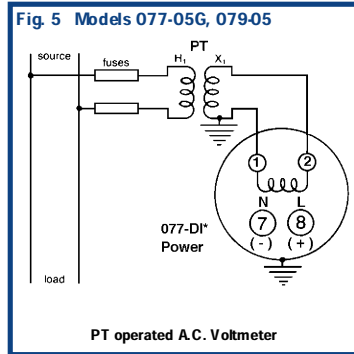 Fig. 5 Models 077-05G, 079-05
PT
source
fuses
H1
X1
1
2
N
L
077-DI*
7
8
Power
(-)
(+)
load
PT operated A.C. Voltmeter